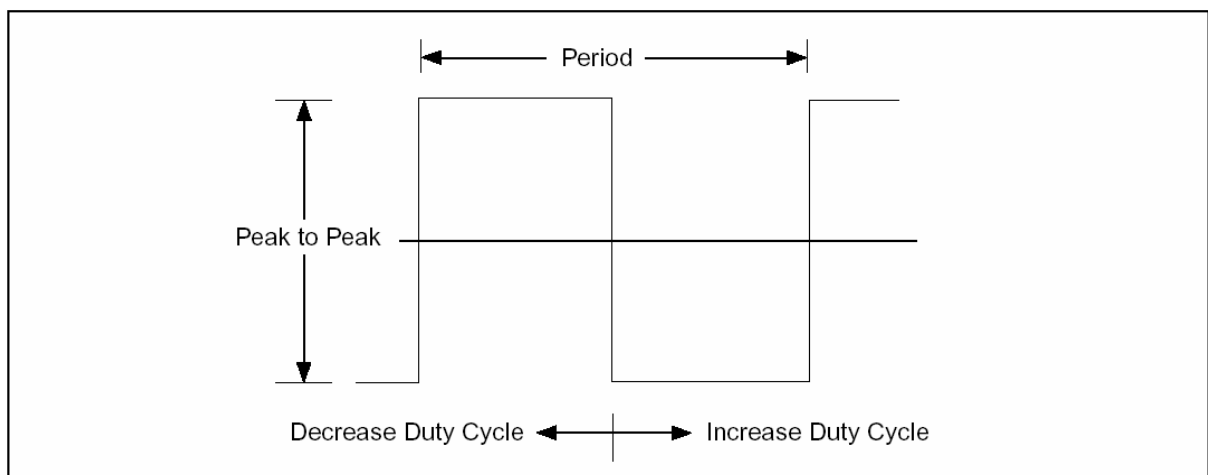 Period
Peak to Peak
Decrease Duty Cycle
Increase Duty Cycle